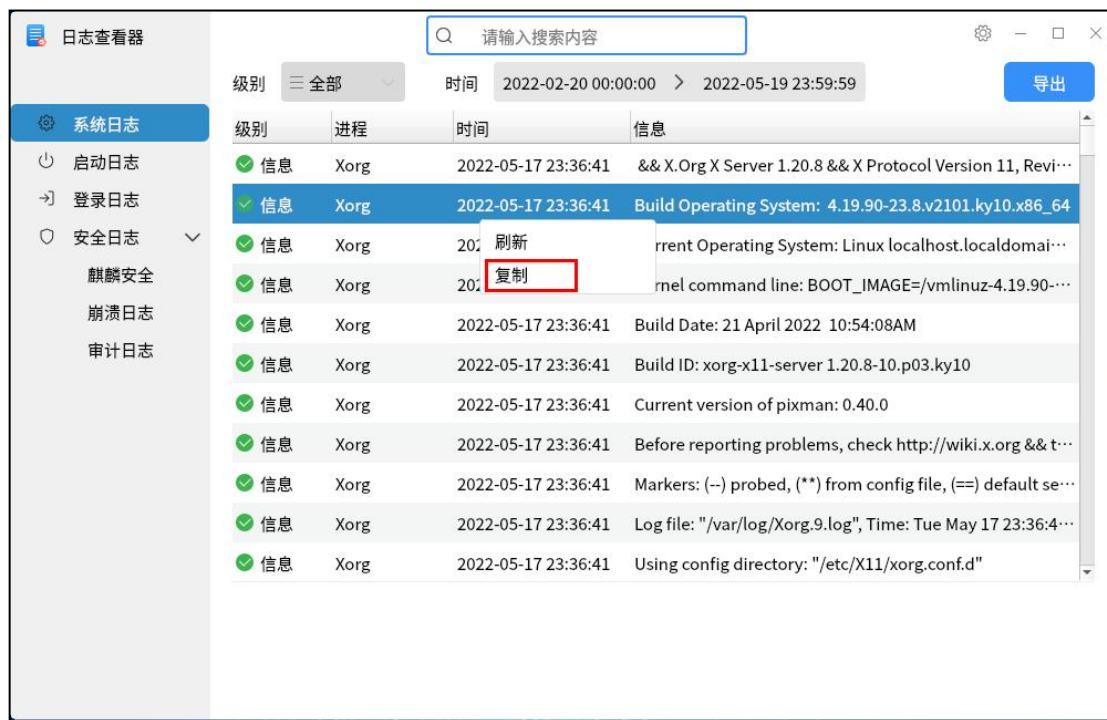 日志查看器 请输入搜索内容
级别 全部 时间 2022-02-20 00:00:00 > 2022-05-19 23:59:59 导出
系统日志
启动日志
登录日志
安全日志
麒麟安全
崩溃日志
审计日志
级别 进程 时间 信息
信息 Xorg 2022-05-17 23:36:41 && X.Org X Server 1.20.8 && X Protocol Version 11, Revi···
信息 Xorg 2022-05-17 23:36:41 Build Operating System: 4.19.90-23.8.v2101.ky10.x86_64
信息 Xorg 202 rrent Operating System: Linux localhost.localdomai···
信息 Xorg 202 rnel command line: BOOT_IMAGE=/vmlinuz-4.19.90-···
刷新
复制
信息 Xorg 2022-05-17 23:36:41 Build Date: 21 April 2022 10:54:08AM
信息 Xorg 2022-05-17 23:36:41 Build ID: xorg-x11-server 1.20.8-10.p03.ky10
信息 Xorg 2022-05-17 23:36:41 Current version of pixman: 0.40.0
信息 Xorg 2022-05-17 23:36:41 Before reporting problems, check http://wiki.x.org && t···
信息 Xorg 2022-05-17 23:36:41 Markers: (--) probed, (**) from config file, (==) default se···
信息 Xorg 2022-05-17 23:36:41 Log file: "/var/log/Xorg.9.log", Time: Tue May 17 23:36:4···
信息 Xorg 2022-05-17 23:36:41 Using config directory: "/etc/X11/xorg.conf.d"